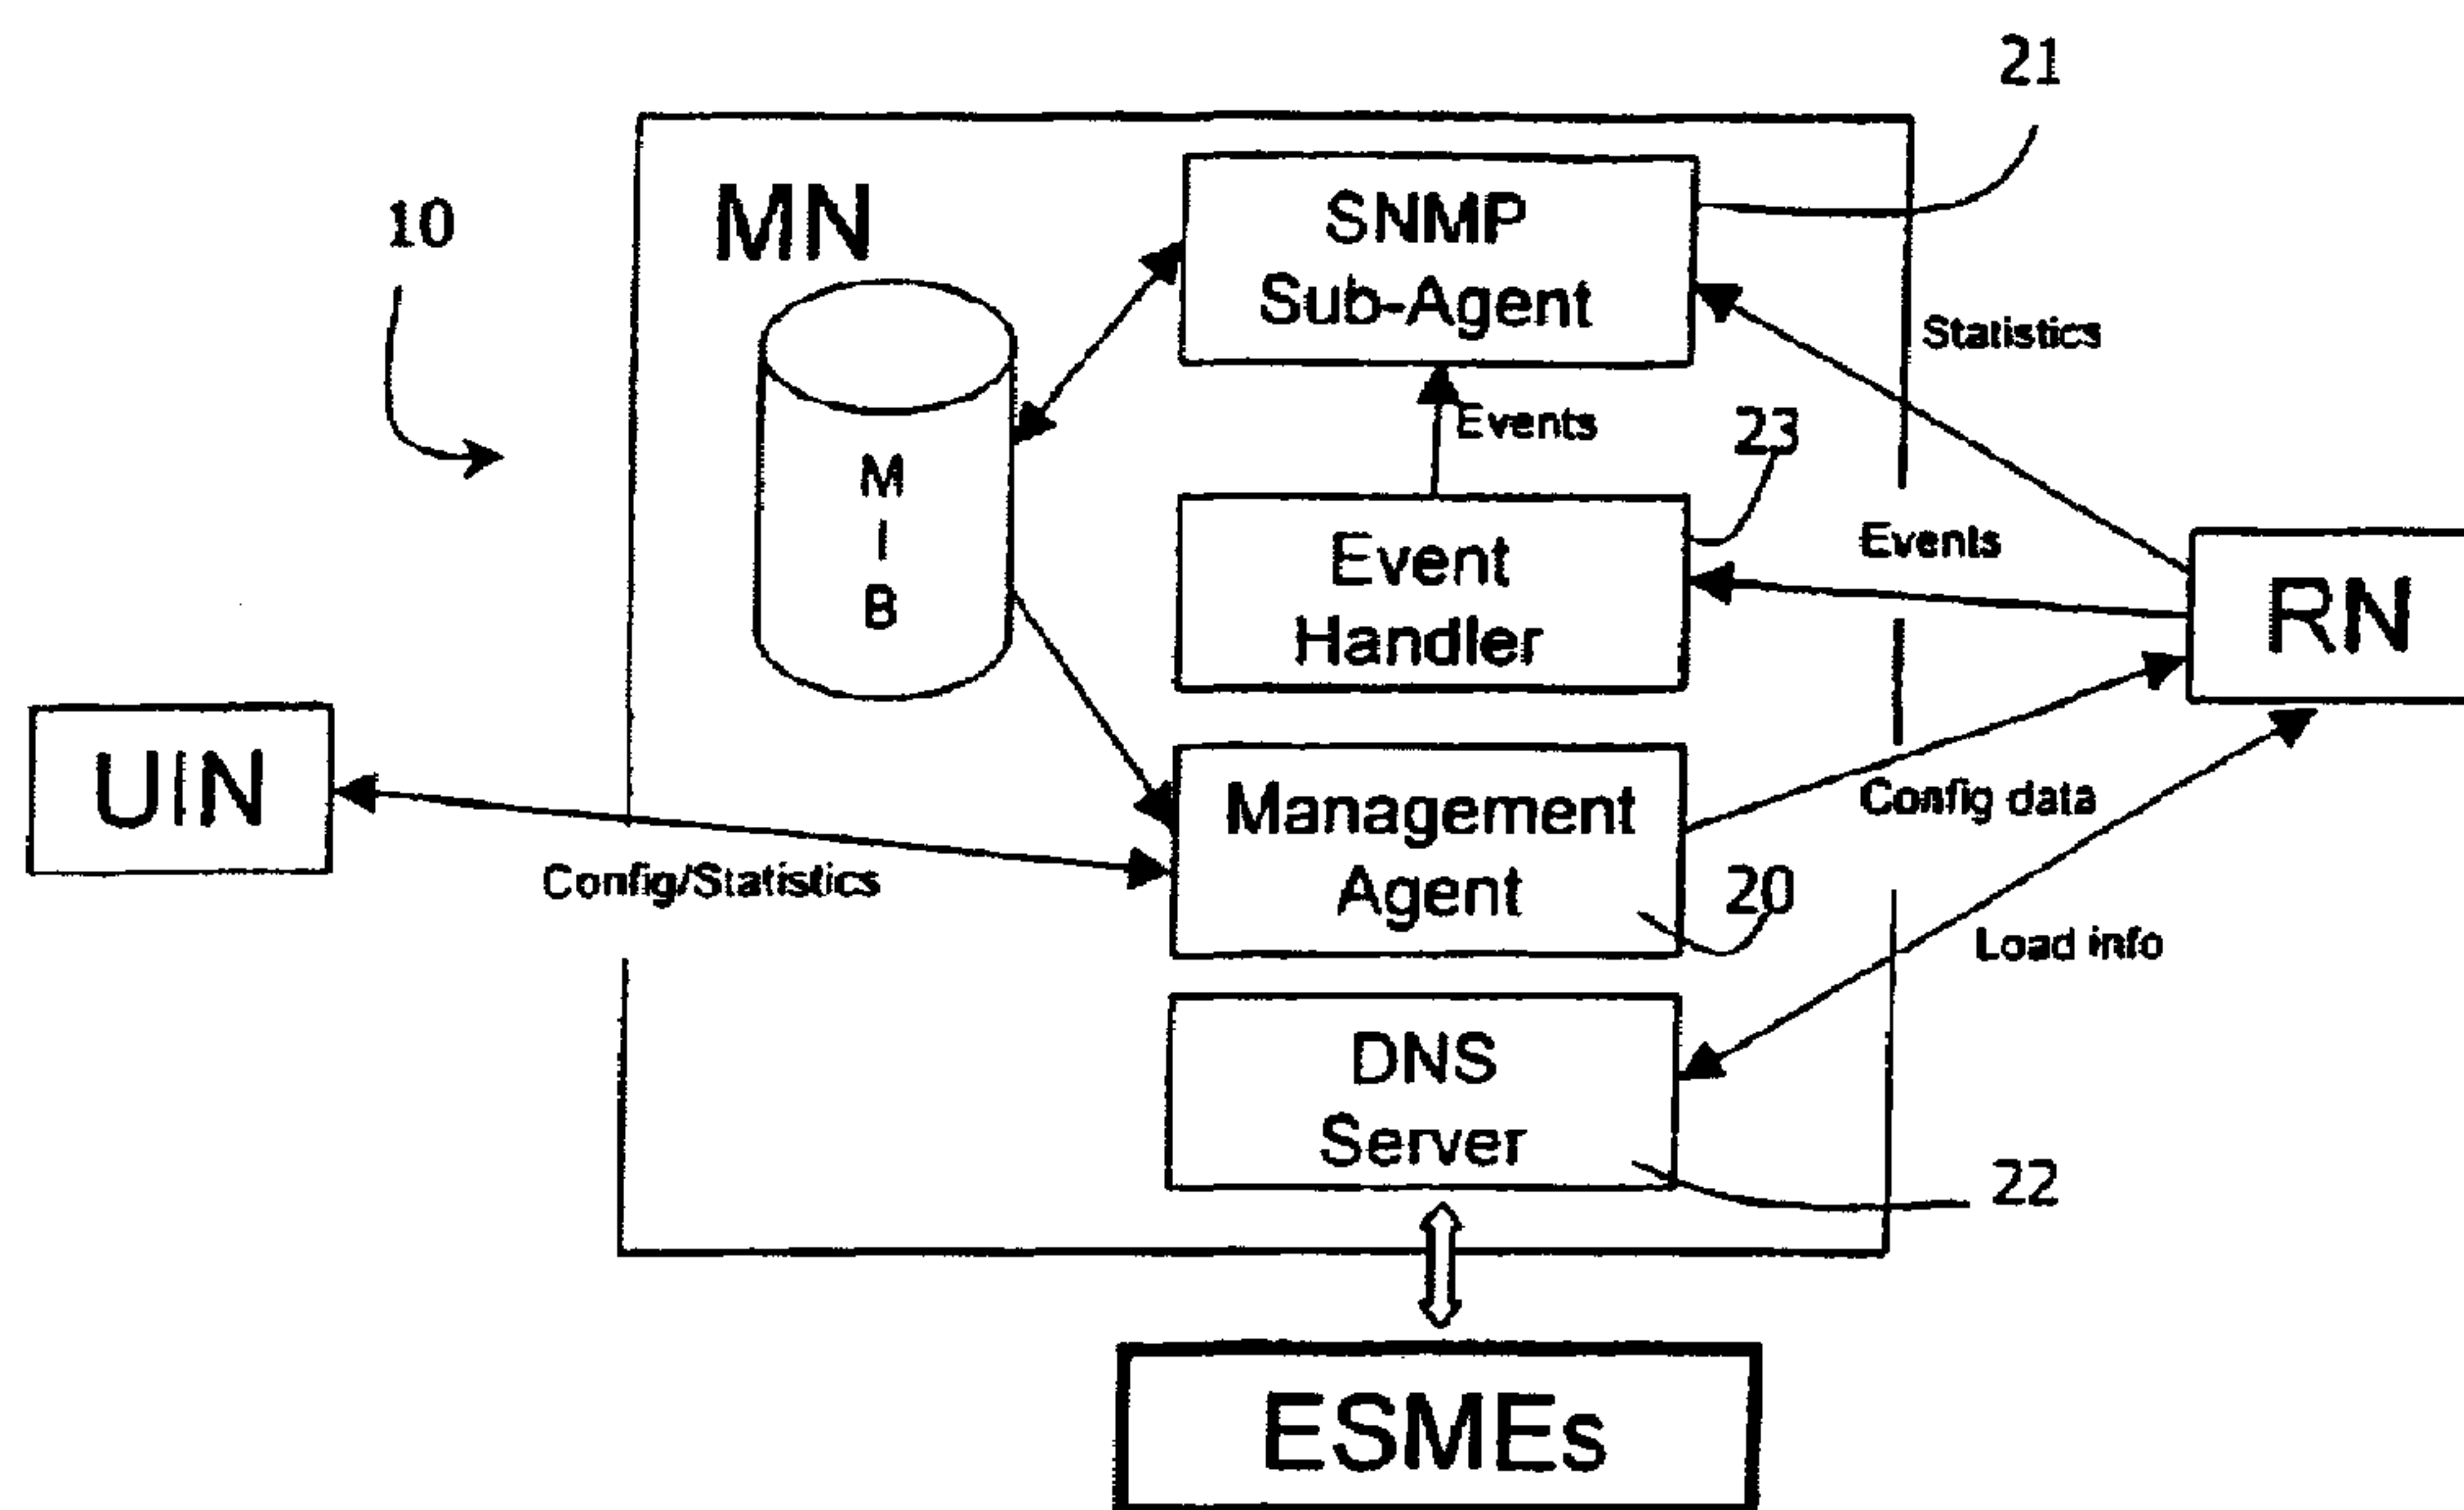 21
10
MN
SNMP
Sub-Agent
Statistics
Events
23
M
I
B
Event
Handler
Events
RN
UIN
Management
Agent
Config data
Config/Statistics
20
Load info
DNS
Server
22
ESMEs